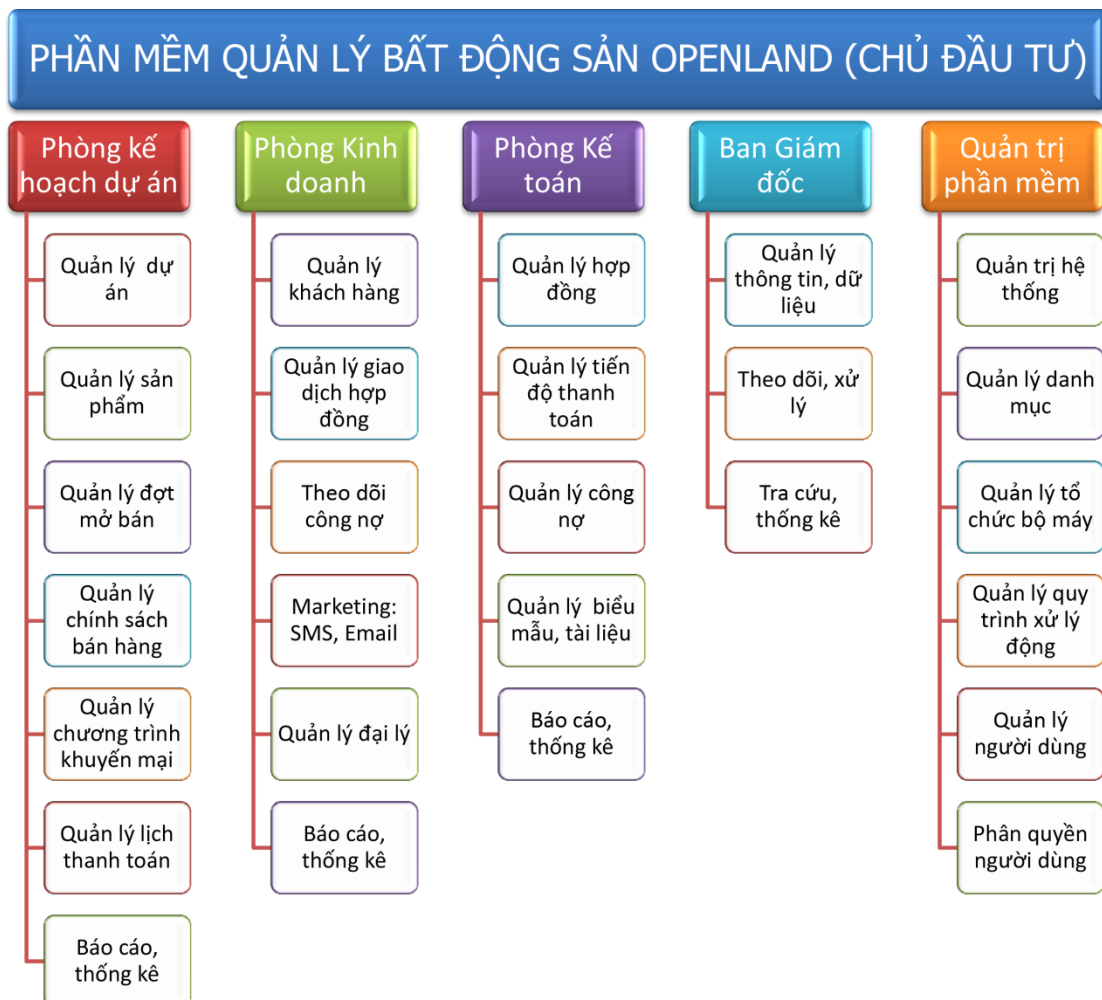 PHẦN MỀM QUẢN LÝ BẤT ĐỘNG SẢN OPENLAND (CHỦ ĐẦU TƯ)
Phòng kế
hoạch dự án
Quản lý dự
án
Quản lý sản
phẩm
Quản lý đợt
mở bán
Quản lý
chính sách
bán hàng
Quản lý
chương trình
khuyến mại
Quản lý lịch
thanh toán
Báo cáo,
thống kê
Phòng Kinh
doanh
Quản lý
khách hàng
Quản lý giao
dịch hợp
đồng
Theo dõi
công nợ
Marketing:
SMS, Email
Quản lý đại lý
Báo cáo,
thống kê
Phòng Kế
toán
Quản lý hợp
đồng
Quản lý tiến
độ thanh
toán
Quản lý công
nợ
Quản lý biểu
mẫu, tài liệu
Báo cáo,
thống kê
Ban Giám
đốc
Quản lý
thông tin, dữ
liệu
Theo dõi, xử
lý
Tra cứu,
thống kê
Quản trị
phần mềm
Quản trị hệ
thống
Quản lý danh
mục
Quản lý tổ
chức bộ máy
Quản lý quy
trình xử lý
động
Quản lý
người dùng
Phân quyền
người dùng